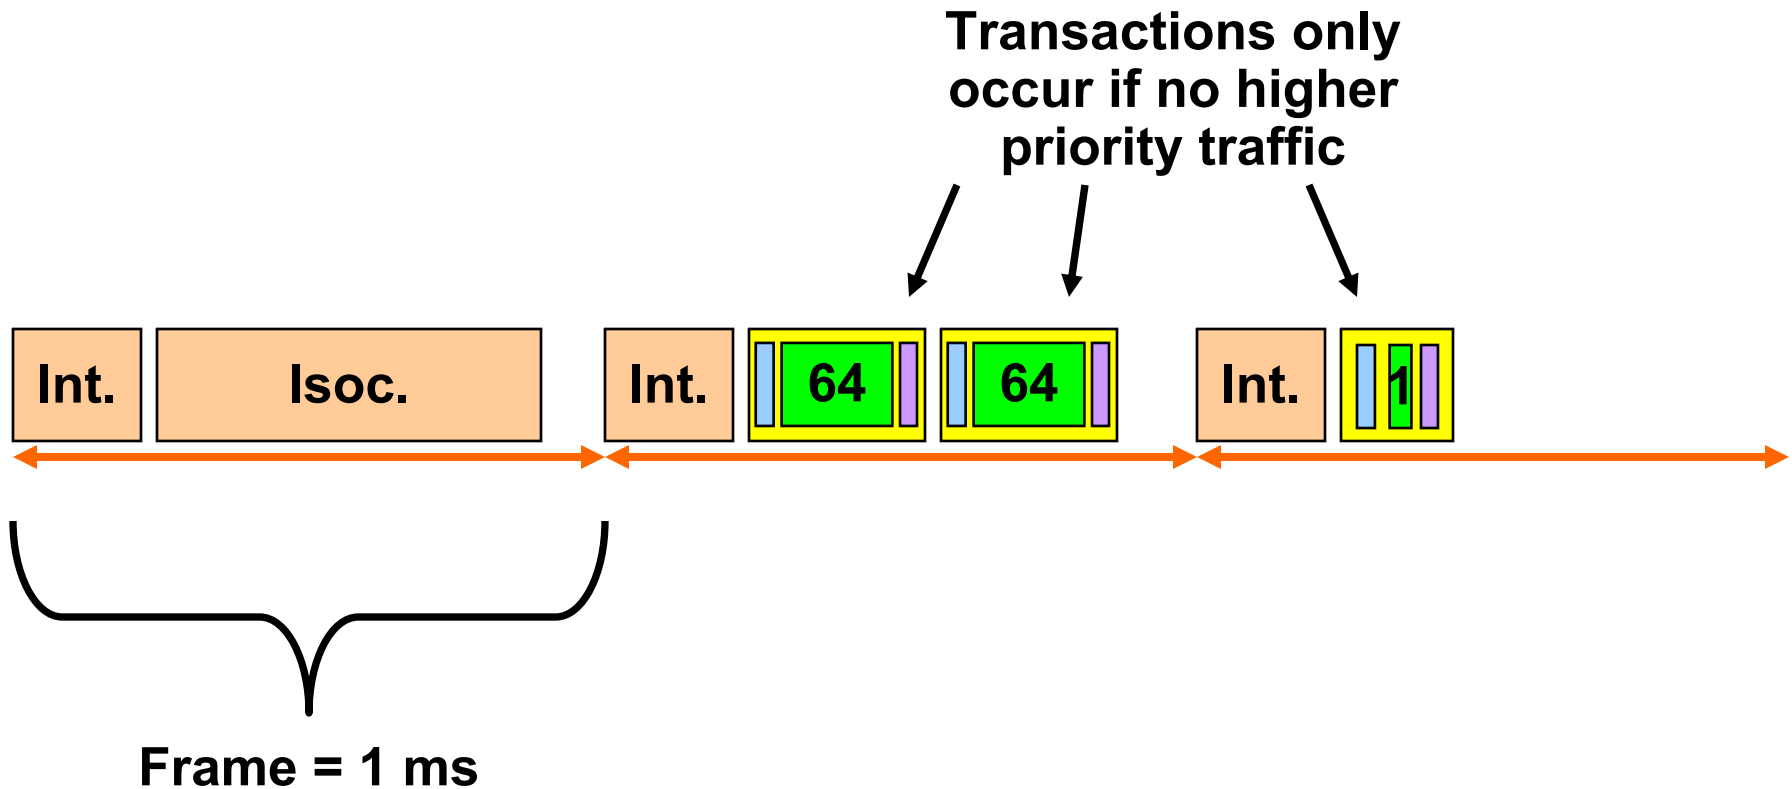 Transactions only
occur if no higher
priority traffic
Int.
Isoc.
Int.
64
64
Int.
1
Frame = 1 ms